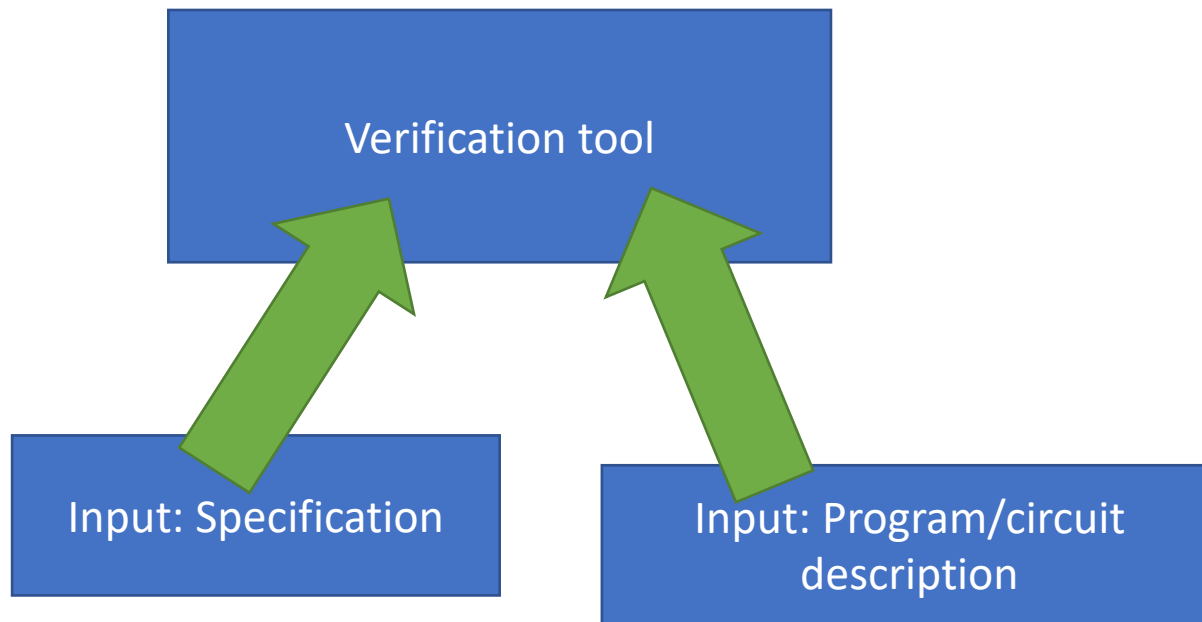 Verification tool
Input: Specification
Input: Program/circuit
description